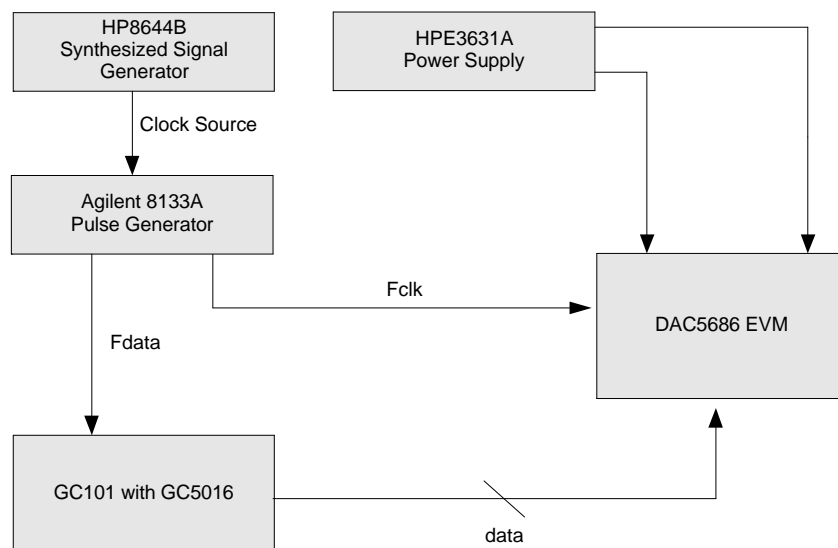 HP8644B
Synthesized Signal
Generator
HPE3631A
Power Supply
Clock Source
Agilent 8133A
Pulse Generator
Fclk
DAC5686 EVM
Fdata
GC101 with GC5016
data